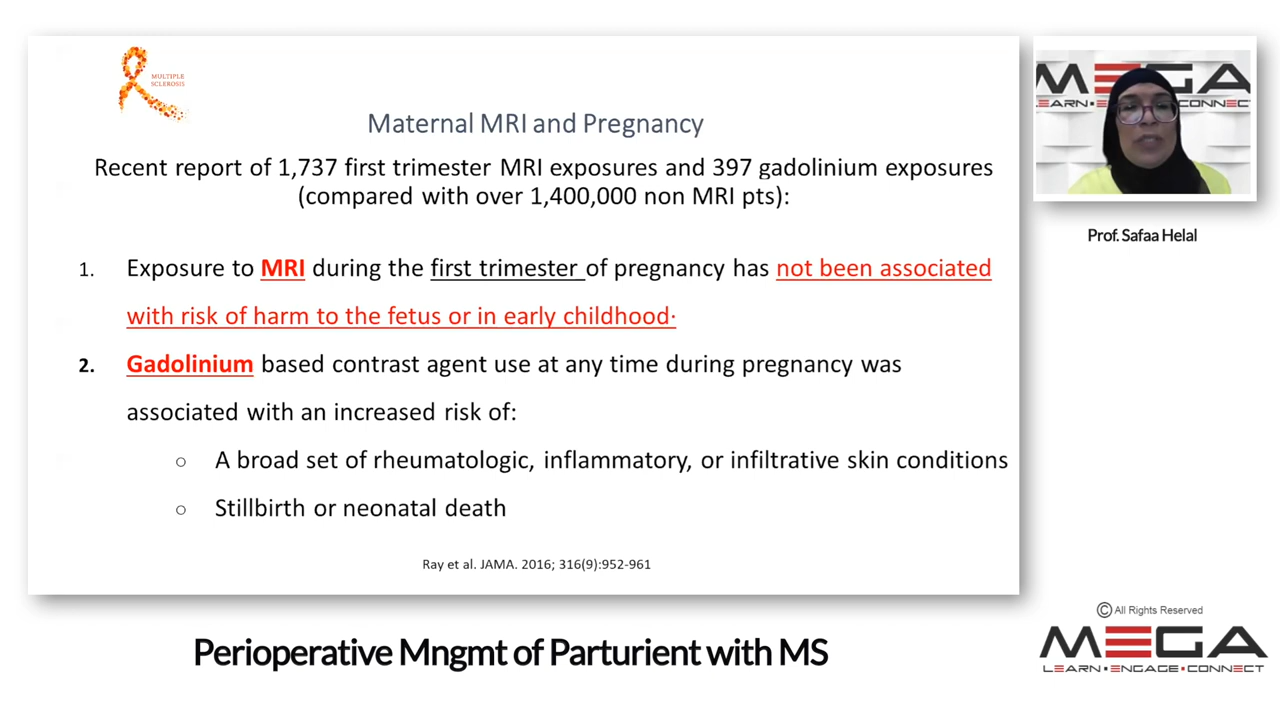 MULTIPLE
SCLEROSIS
Maternal MRI and Pregnancy
Recent report of 1,737 first trimester MRI exposures and 397 gadolinium exposures
(compared with over 1,400,000 non MRI pts):
1. Exposure to MRI during the first trimester of pregnancy has not been associated
with risk of harm to the fetus or in early childhood·
2. Gadolinium based contrast agent use at any time during pregnancy was
associated with an increased risk of:
○ A broad set of rheumatologic, inflammatory, or infiltrative skin conditions
○ Stillbirth or neonatal death
Ray et al. JAMA. 2016; 316(9):952-961
MEGA
LEARN·EN CONNECT
Prof. Safaa Helal
Perioperative Mngmt of Parturient with MS
© All Rights Reserved
MEGA
LEARN·ENGAGE·CONNECT